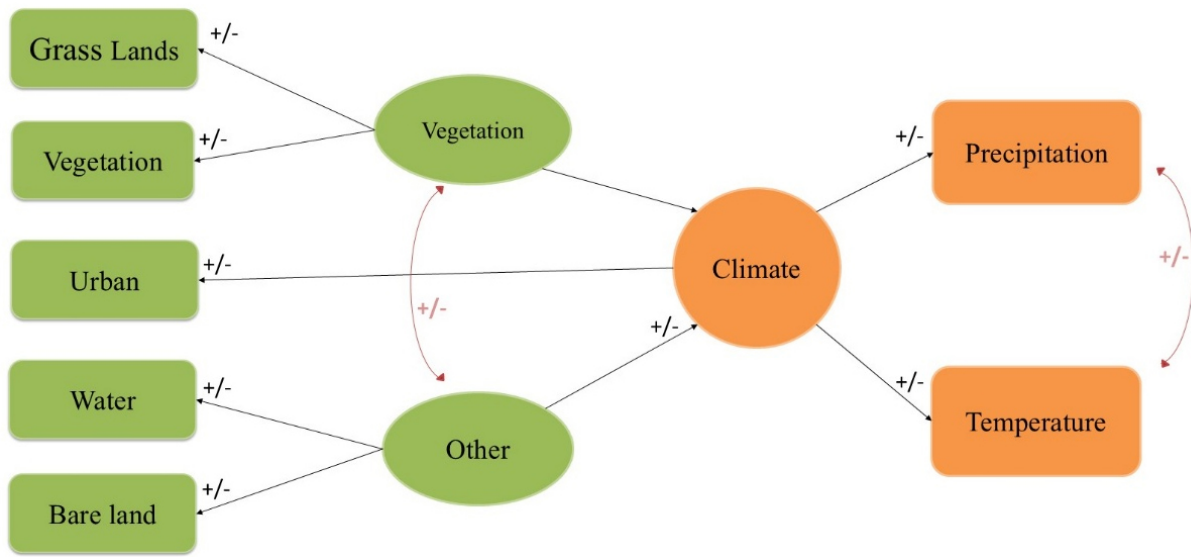 Grass Lands
+/-
Vegetation
+/-
Urban
+/-
Water
+/-
Bare land
+/-
Vegetation
+/-
Other
+/-
Climate
+/-
Precipitation
+/-
+/-
Temperature